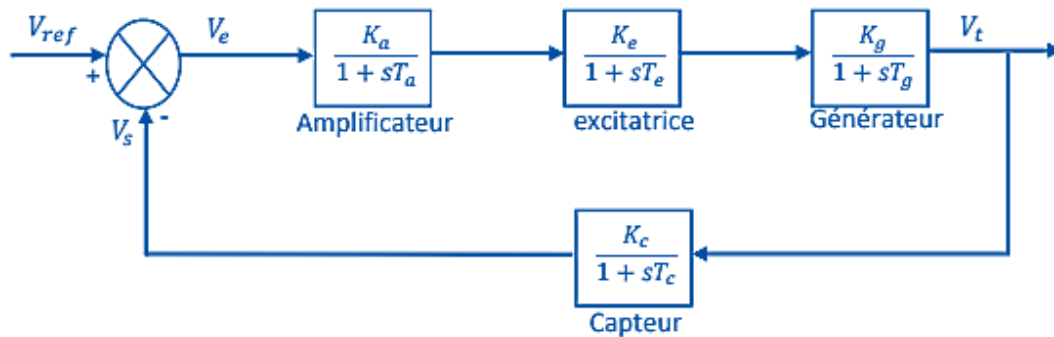 V_ref
+
V_e
K_a
1 + sT_a
Amplificateur
K_e
1 + sT_e
excitatrice
K_g
1 + sT_g
Générateur
V_t
V_s
-
K_c
1 + sT_c
Capteur